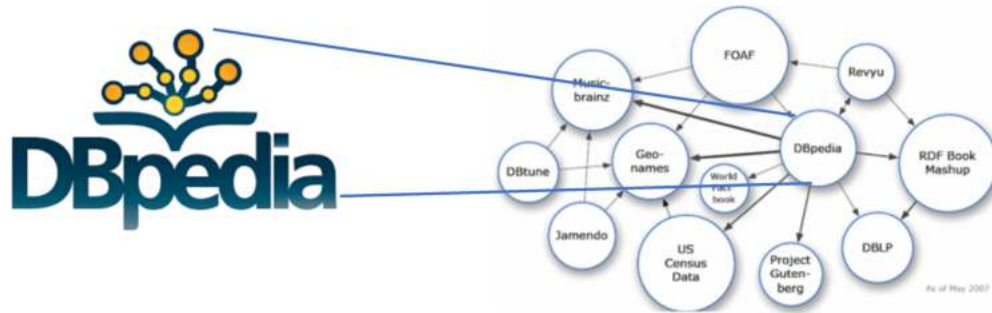 DBpedia
FOAF
Music-
brainz
Revyu
DBpedia
Geo-
names
RDF Book
Mashup
DBtune
World
Fact
book
Jamendo
US
Census
Data
Project
Guten-
berg
DBLP
As of May 2007